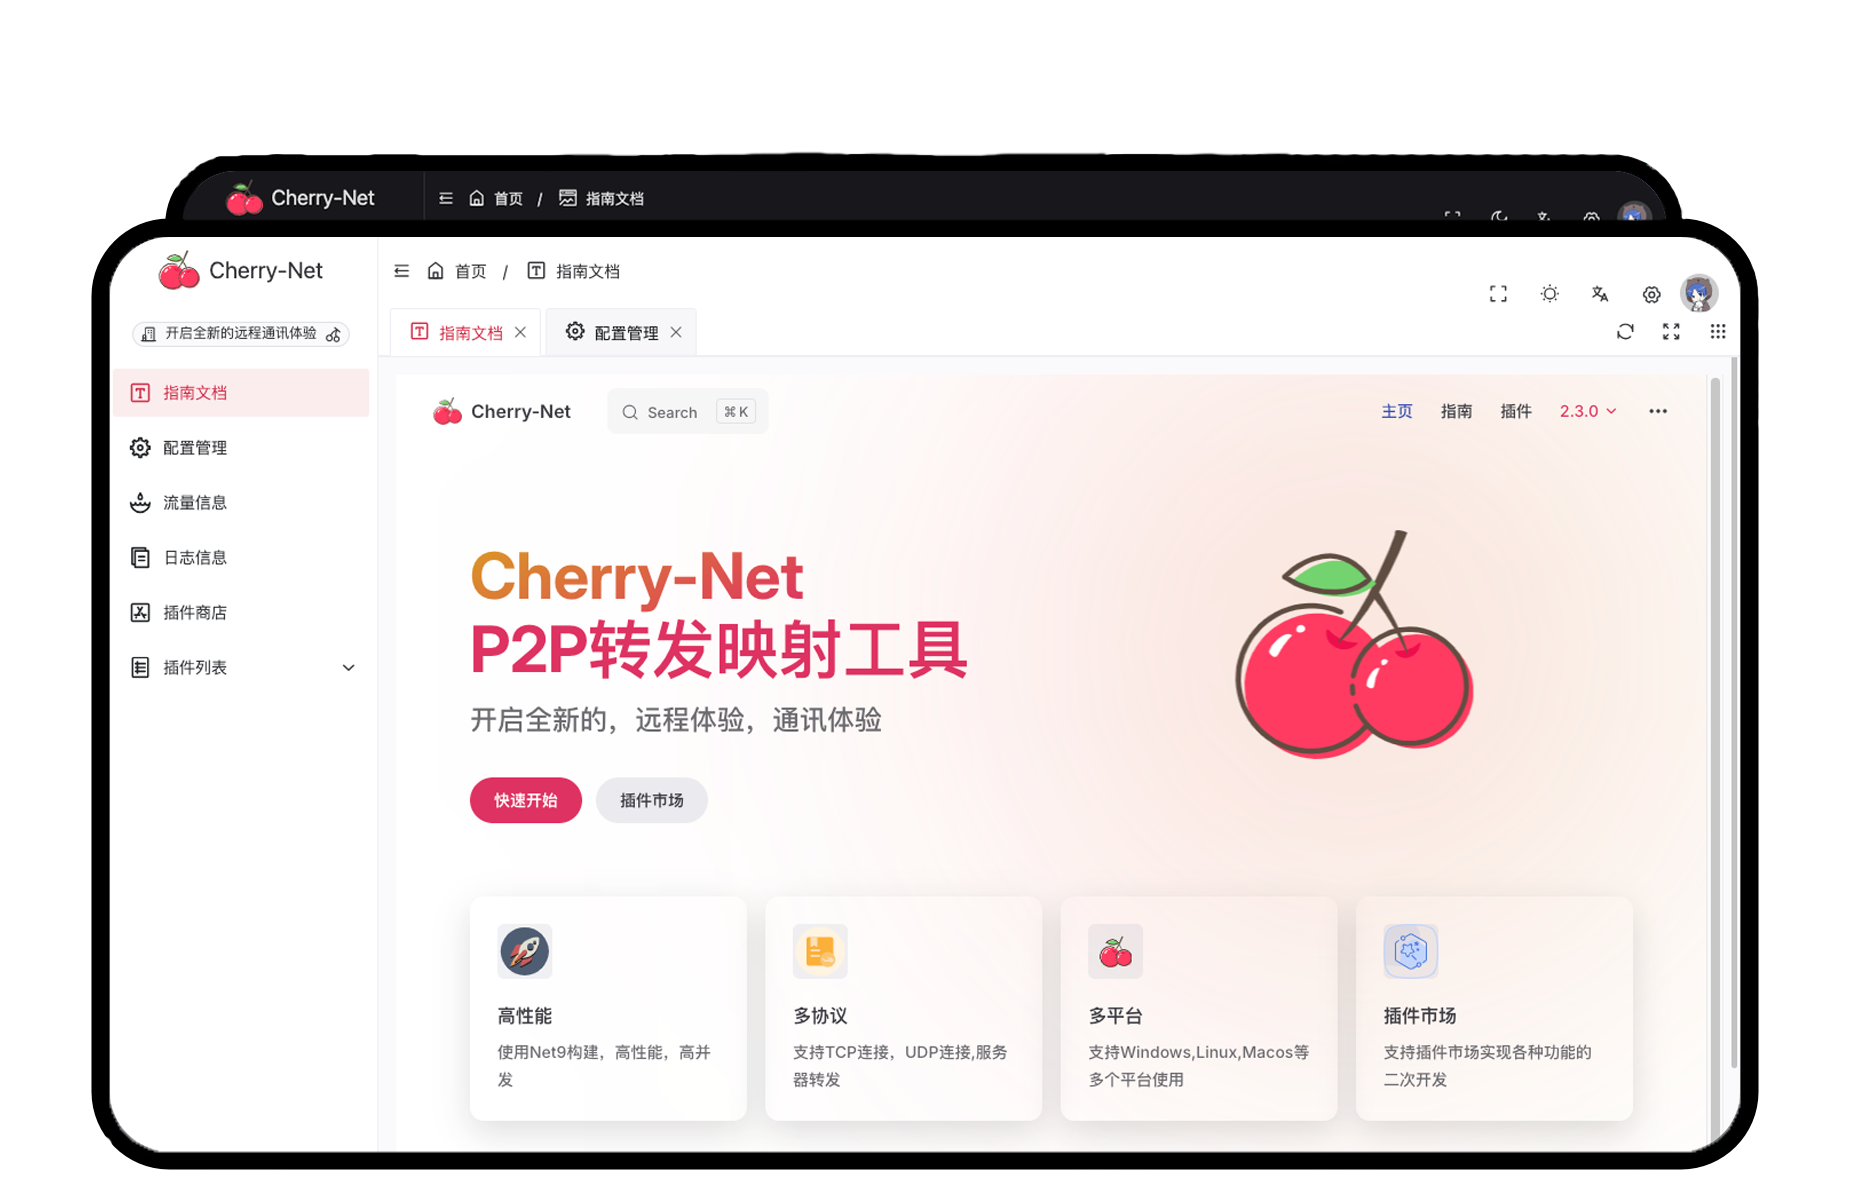 Cherry-Net
首页 / 指南文档
Cherry-Net
首页 / 指南文档
开启全新的远程通讯体验
指南文档
配置管理
指南文档
配置管理
流量信息
日志信息
插件商店
插件列表
Cherry-Net
Search ⌘ K
主页
指南
插件
2.3.0
Cherry-Net
P2P转发映射工具
开启全新的，远程体验，通讯体验
快速开始
插件市场
高性能
使用Net9构建，高性能，高并
发
多协议
支持TCP连接，UDP连接,服务
器转发
多平台
支持Windows,Linux,Macos等
多个平台使用
插件市场
支持插件市场实现各种功能的
二次开发